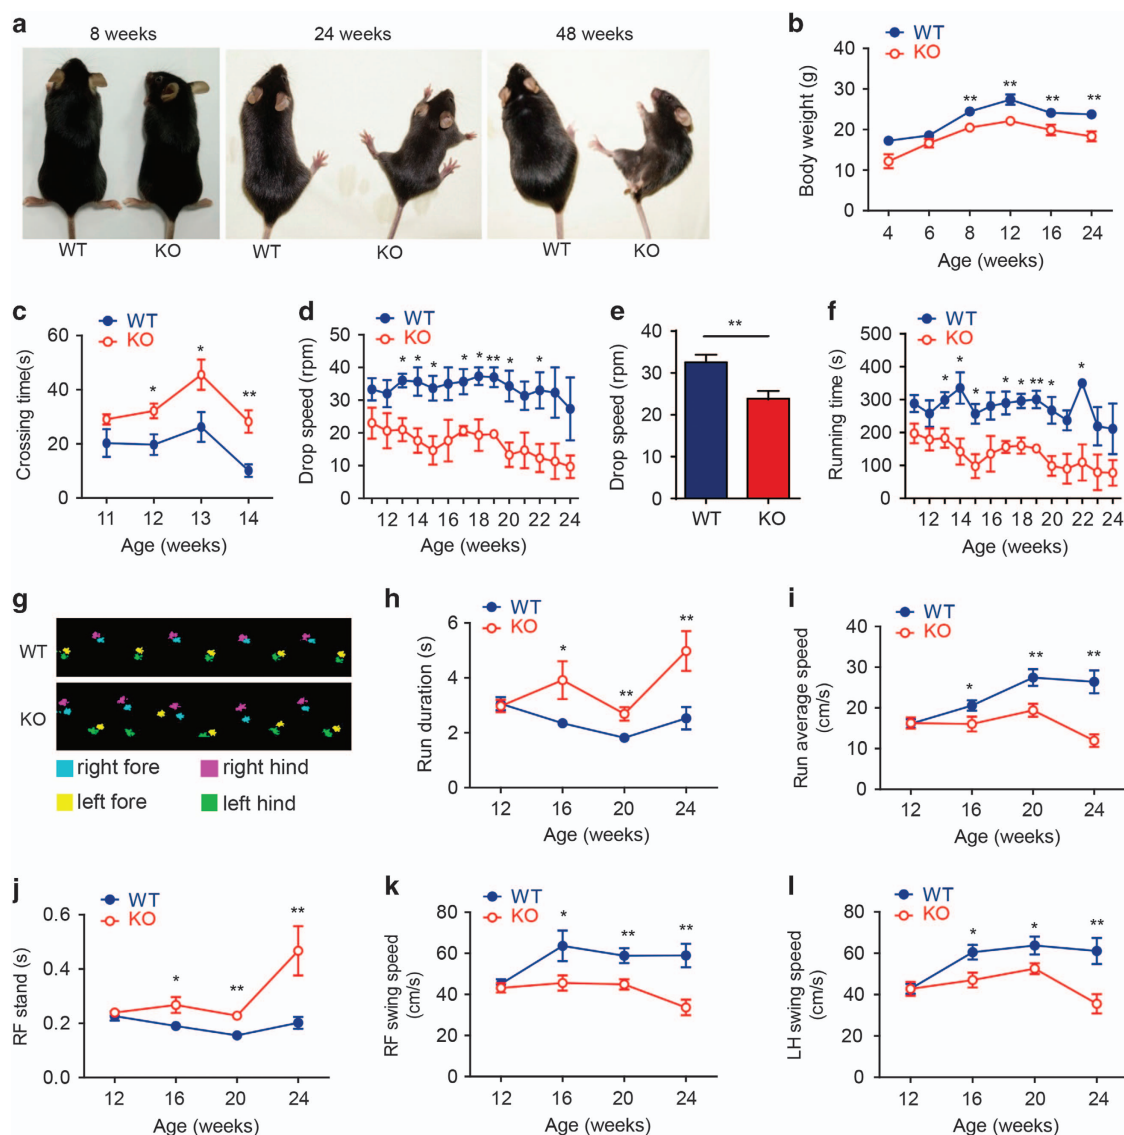 a
8 weeks
24 weeks
48 weeks
WT
KO
WT
KO
WT
KO
b
WT
KO
Body weight (g)
40
30
20
10
0
**
**
**
**
4 6 8 12 16 24
Age (weeks)
c
WT
KO
Crossing time(s)
60
40
20
0
*
*
**
11 12 13 14
Age (weeks)
d
WT
KO
Drop speed (rpm)
50
40
30
20
10
0
* * * * * ** * *
12 14 16 18 20 22 24
Age (weeks)
e
Drop speed (rpm)
40
30
20
10
0
**
WT KO
f
WT
KO
Running time (s)
500
400
300
200
100
0
* * * * * ** * *
12 14 16 18 20 22 24
Age (weeks)
g
WT
KO
right fore
right hind
left fore
left hind
h
WT
KO
Run duration (s)
6
4
2
0
*
**
**
12 16 20 24
Age (weeks)
i
WT
KO
Run average speed
(cm/s)
40
30
20
10
0
*
**
**
12 16 20 24
Age (weeks)
j
WT
KO
RF stand (s)
0.6
0.4
0.2
0.0
*
**
**
12 16 20 24
Age (weeks)
k
WT
KO
RF swing speed
(cm/s)
80
60
40
20
0
*
**
**
12 16 20 24
Age (weeks)
l
WT
KO
LH swing speed
(cm/s)
80
60
40
20
0
*
*
**
12 16 20 24
Age (weeks)